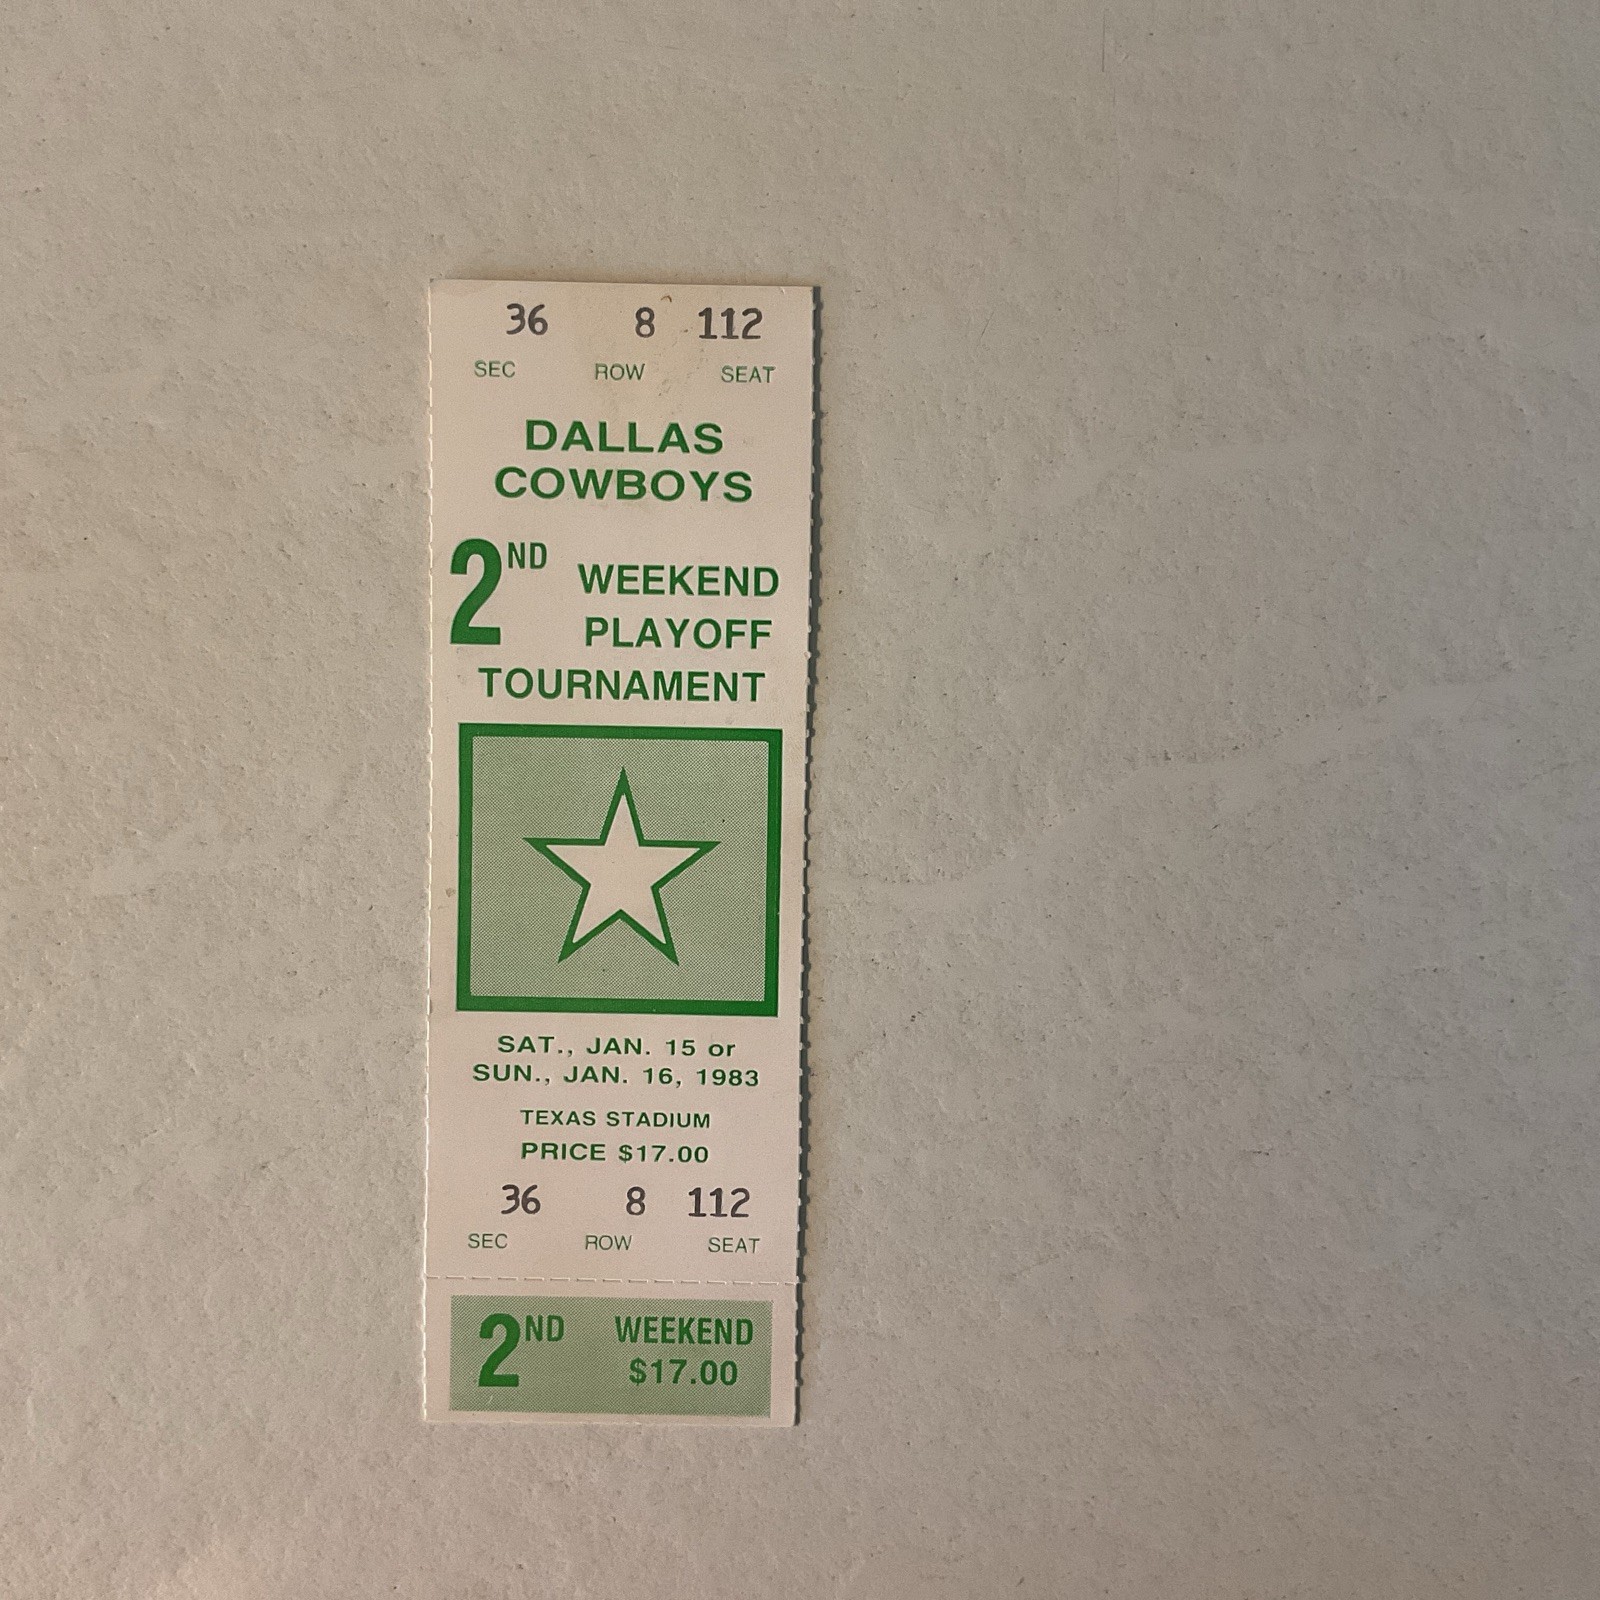 36 8 112
SEC ROW SEAT
DALLAS
COWBOYS
2ND WEEKEND
PLAYOFF
TOURNAMENT
SAT., JAN. 15 or
SUN., JAN. 16, 1983
TEXAS STADIUM
PRICE $17.00
36 8 112
SEC ROW SEAT
2ND WEEKEND
$17.00